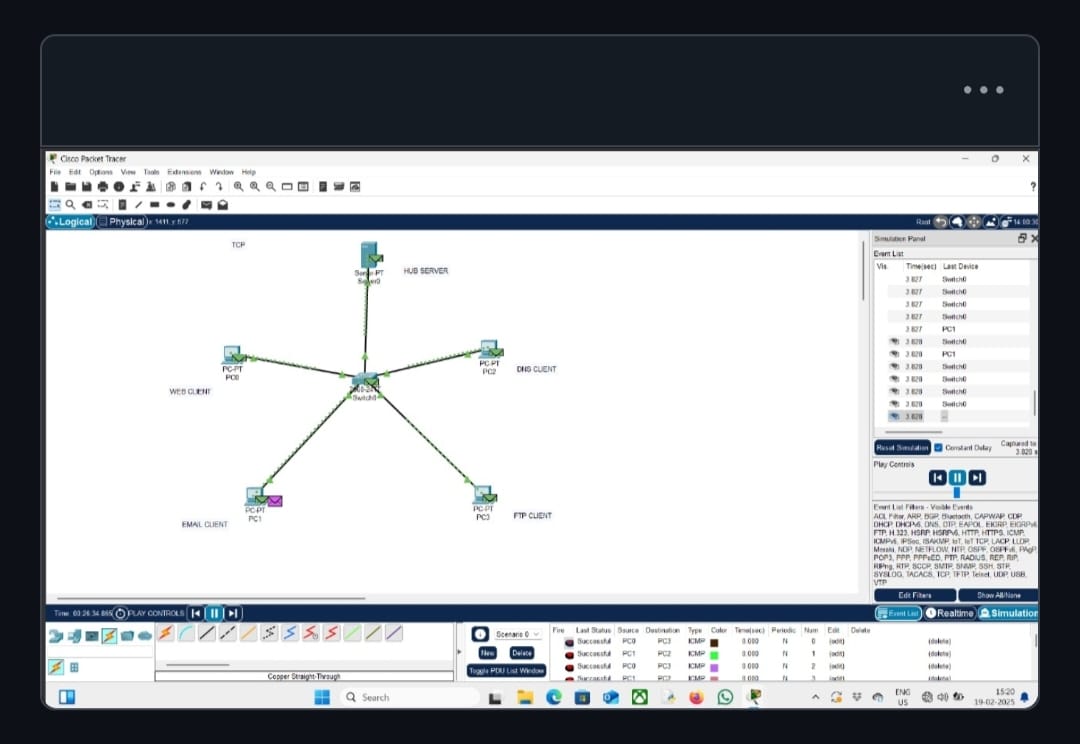 Cisco Packet Tracer
File Edit Options View Tools Extensions Window Help
?
Logical Physical x: 1411, y: 577
Root 14:00:30
TCP
HUB SERVER
Server-PT
Server0
PC-PT
PC0
WEB CLIENT
PC-PT
PC2
DNS CLIENT
Switch0
PC-PT
PC1
EMAIL CLIENT
PC-PT
PC3
FTP CLIENT
Simulation Panel
Event List
Vis. Time(sec) Last Device
3.827 Switch0
3.827 Switch0
3.827 Switch0
3.827 Switch0
3.827 PC1
3.828 Switch0
3.828 PC1
3.828 Switch0
3.828 Switch0
3.828 Switch0
3.828 Switch0
3.828 --
Reset Simulation Constant Delay Captured to
3.828 s
Play Controls
Event List Filters - Visible Events
ACL Filter, ARP, BGP, Bluetooth, CAPWAP, CDP,
DHCP, DHCPv6, DNS, DTP, EAPOL, EIGRP, EIGRPv6,
FTP, H.323, HSRP, HSRPv6, HTTP, HTTPS, ICMP,
ICMPv6, IPSec, ISAKMP, IoT, IoT TCP, LACP, LLDP,
Meraki, NDP, NETFLOW, NTP, OSPF, OSPFv6, PAgP,
POP3, PPP, PPPoED, PTP, RADIUS, REP, RIP,
RIPng, RTP, SCCP, SMTP, SNMP, SSH, STP,
SYSLOG, TACACS, TCP, TFTP, Telnet, UDP, USB,
VTP
Edit Filters Show All/None
Time: 03:26:34.865 PLAY CONTROLS
Event List Realtime Simulation
Scenario 0
New Delete
Toggle PDU List Window
Fire Last Status Source Destination Type Color Time(sec) Periodic Num Edit Delete
Successful PC0 PC3 ICMP 0.000 N 0 (edit) (delete)
Successful PC1 PC2 ICMP 0.000 N 1 (edit) (delete)
Successful PC0 PC3 ICMP 0.000 N 2 (edit) (delete)
Successful PC1 PC2 ICMP 0.000 N 3 (edit) (delete)
Copper Straight-Through
Search
ENG
US
15:20
19-02-2025